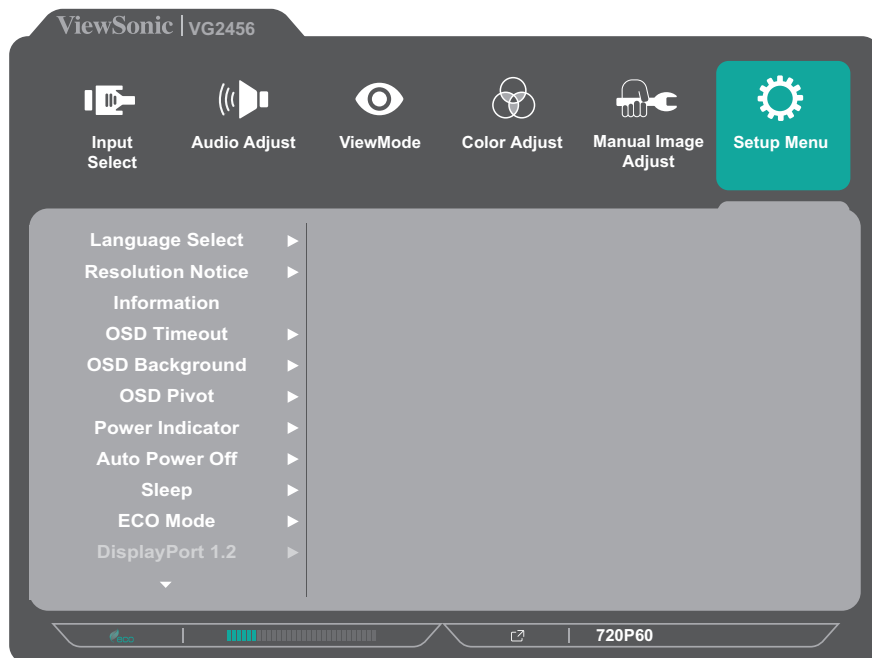 ViewSonic | VG2456
Input
Select
Audio Adjust
ViewMode
Color Adjust
Manual Image
Adjust
Setup Menu
Language Select
Resolution Notice
Information
OSD Timeout
OSD Background
OSD Pivot
Power Indicator
Auto Power Off
Sleep
ECO Mode
DisplayPort 1.2
eco
720P60